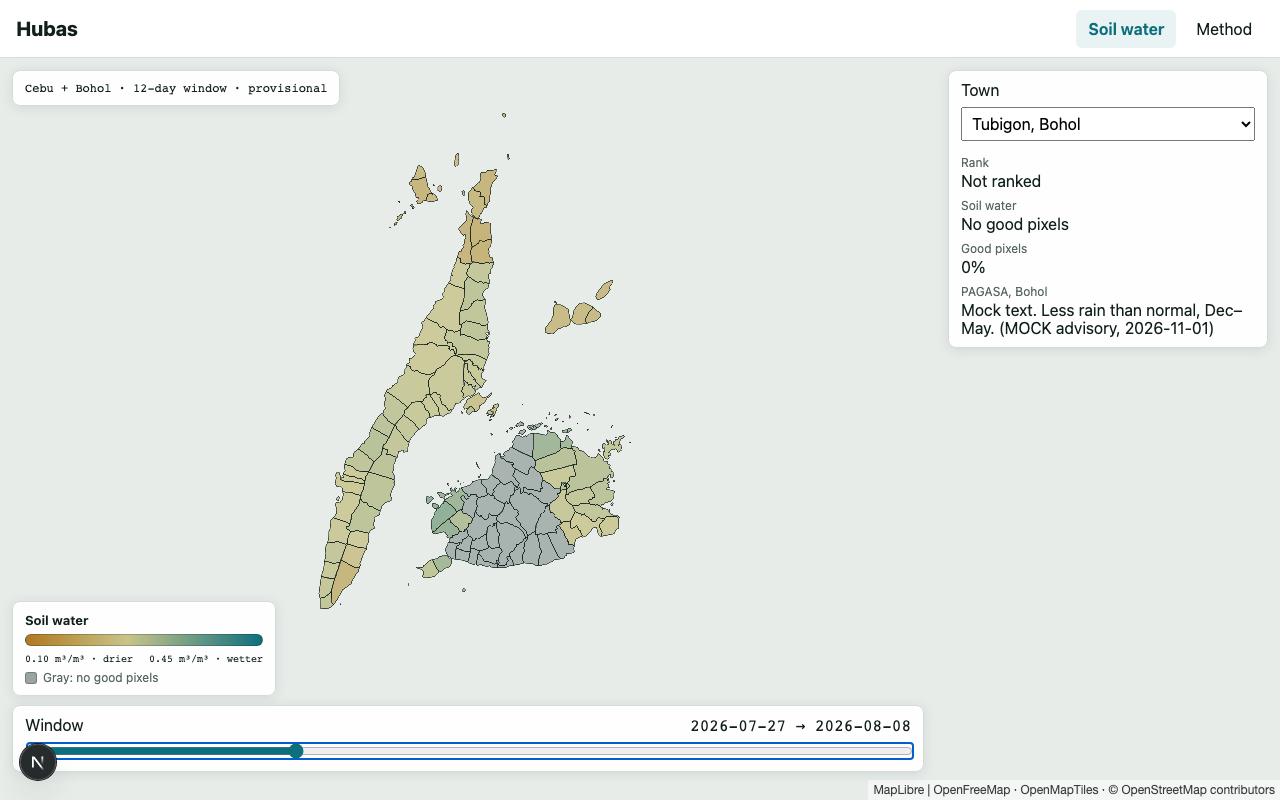 Hubas
Soil water
Method
Cebu + Bohol · 12-day window · provisional
Town
Tubigon, Bohol
Rank
Not ranked
Soil water
No good pixels
Good pixels
0%
PAGASA, Bohol
Mock text. Less rain than normal, Dec–
May. (MOCK advisory, 2026-11-01)
Soil water
0.10 m³/m³ · drier 0.45 m³/m³ · wetter
Gray: no good pixels
Window
2026-07-27 → 2026-08-08
N
MapLibre | OpenFreeMap · OpenMapTiles · © OpenStreetMap contributors